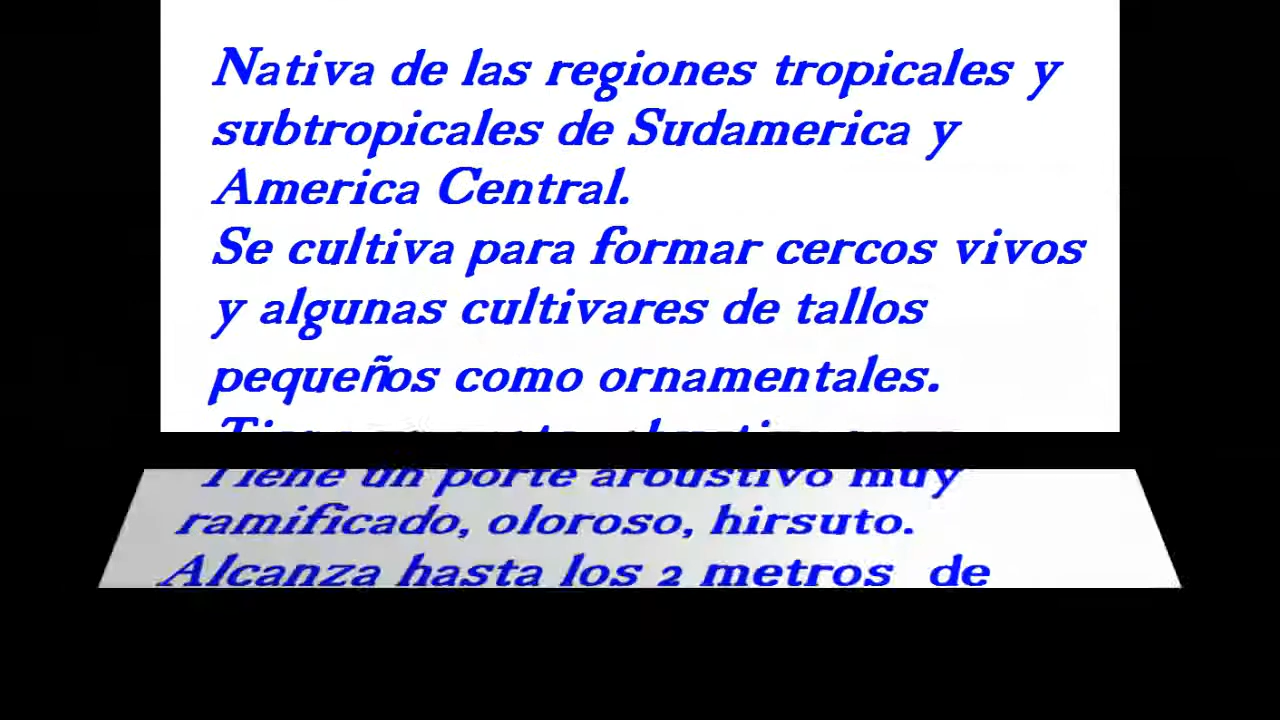 Nativa de las regiones tropicales y
subtropicales de Sudamerica y
America Central.
Se cultiva para formar cercos vivos
y algunas cultivares de tallos
pequeños como ornamentales.
Tiene un porte arbustivo muy
ramificado, oloroso, hirsuto.
Alcanza hasta los 2 metros de